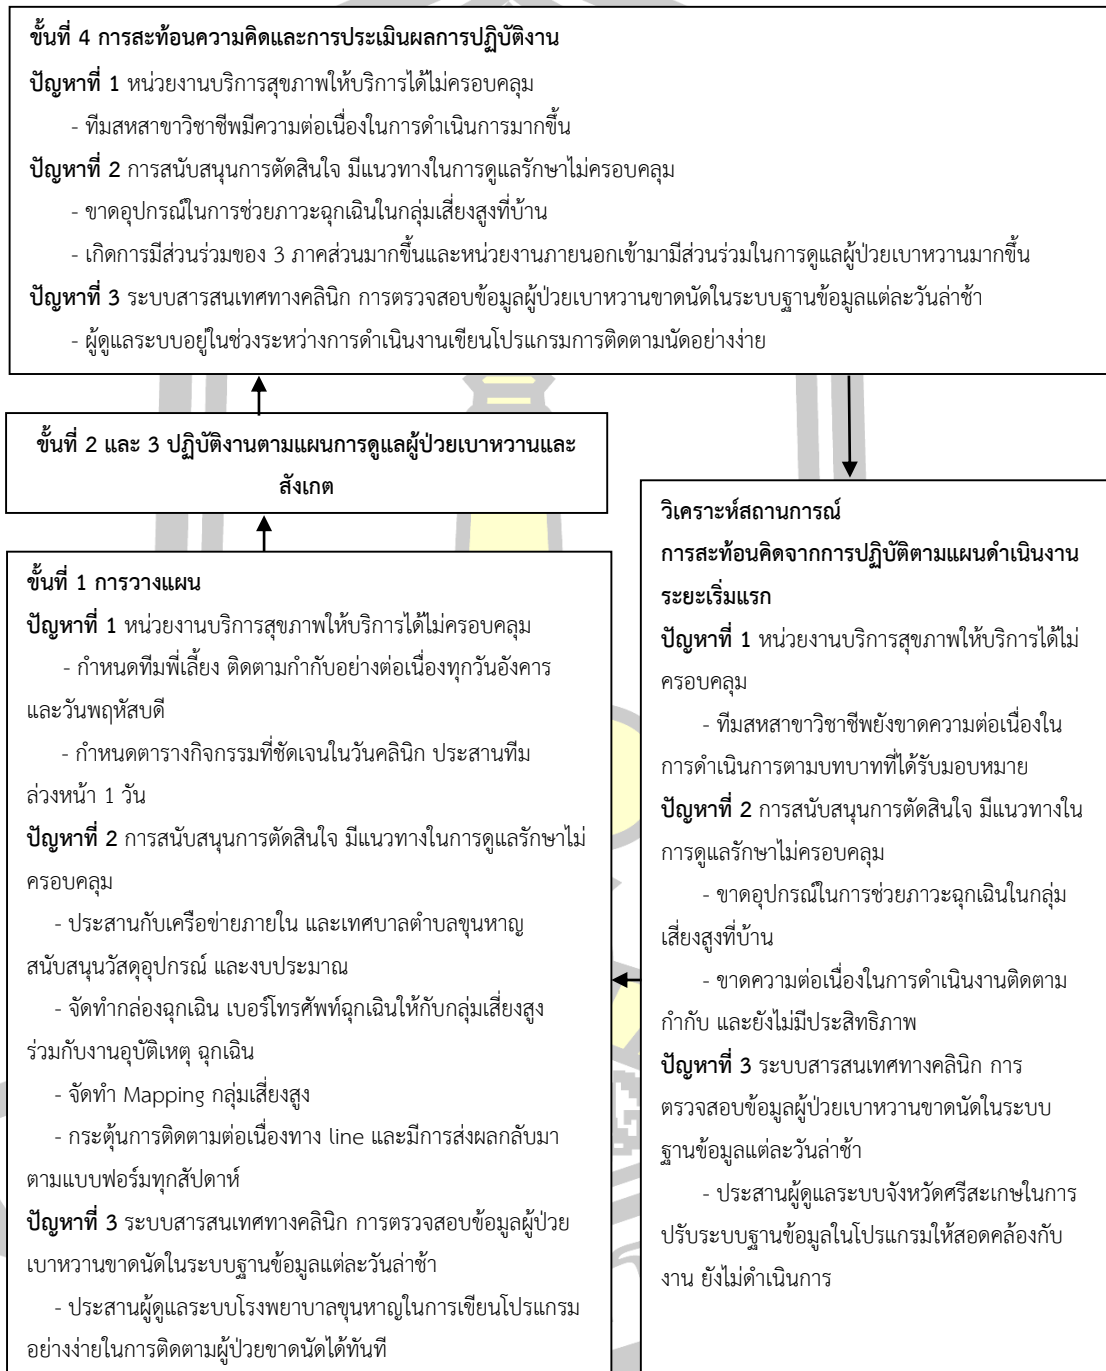 ขั้นที่ 4 การสะท้อนความคิดและการประเมินผลการปฏิบัติงาน
ปัญหาที่ 1 หน่วยงานบริการสุขภาพให้บริการได้ไม่ครอบคลุม
- ทีมสหสาขาวิชาชีพมีความต่อเนื่องในการดำเนินการมากขึ้น
ปัญหาที่ 2 การสนับสนุนการตัดสินใจ มีแนวทางในการดูแลรักษาไม่ครอบคลุม
- ขาดอุปกรณ์ในการช่วยภาวะฉุกเฉินในกลุ่มเสี่ยงสูงที่บ้าน
- เกิดการมีส่วนร่วมของ 3 ภาคส่วนมากขึ้นและหน่วยงานภายนอกเข้ามามีส่วนร่วมในการดูแลผู้ป่วยเบาหวานมากขึ้น
ปัญหาที่ 3 ระบบสารสนเทศทางคลินิก การตรวจสอบข้อมูลผู้ป่วยเบาหวานขาดนัดในระบบฐานข้อมูลแต่ละวันล่าช้า
- ผู้ดูแลระบบอยู่ในช่วงระหว่างการดำเนินงานเขียนโปรแกรมการติดตามนัดอย่างง่าย
ขั้นที่ 2 และ 3 ปฏิบัติงานตามแผนการดูแลผู้ป่วยเบาหวานและ
สังเกต
ขั้นที่ 1 การวางแผน
ปัญหาที่ 1 หน่วยงานบริการสุขภาพให้บริการได้ไม่ครอบคลุม
- กำหนดทีมพี่เลี้ยง ติดตามกำกับอย่างต่อเนื่องทุกวันอังคาร
และวันพฤหัสบดี
- กำหนดตารางกิจกรรมที่ชัดเจนในวันคลินิก ประสานทีม
ล่วงหน้า 1 วัน
ปัญหาที่ 2 การสนับสนุนการตัดสินใจ มีแนวทางในการดูแลรักษาไม่
ครอบคลุม
- ประสานกับเครือข่ายภายใน และเทศบาลตำบลขุนหาญ
สนับสนุนวัสดุอุปกรณ์ และงบประมาณ
- จัดทำกล่องฉุกเฉิน เบอร์โทรศัพท์ฉุกเฉินให้กับกลุ่มเสี่ยงสูง
ร่วมกับงานอุบัติเหตุ ฉุกเฉิน
- จัดทำ Mapping กลุ่มเสี่ยงสูง
- กระตุ้นการติดตามต่อเนื่องทาง line และมีการส่งผลกลับมา
ตามแบบฟอร์มทุกสัปดาห์
ปัญหาที่ 3 ระบบสารสนเทศทางคลินิก การตรวจสอบข้อมูลผู้ป่วย
เบาหวานขาดนัดในระบบฐานข้อมูลแต่ละวันล่าช้า
- ประสานผู้ดูแลระบบโรงพยาบาลขุนหาญในการเขียนโปรแกรม
อย่างง่ายในการติดตามผู้ป่วยขาดนัดได้ทันที
วิเคราะห์สถานการณ์
การสะท้อนคิดจากการปฏิบัติตามแผนดำเนินงาน
ระยะเริ่มแรก
ปัญหาที่ 1 หน่วยงานบริการสุขภาพให้บริการได้ไม่
ครอบคลุม
- ทีมสหสาขาวิชาชีพยังขาดความต่อเนื่องใน
การดำเนินการตามบทบาทที่ได้รับมอบหมาย
ปัญหาที่ 2 การสนับสนุนการตัดสินใจ มีแนวทางใน
การดูแลรักษาไม่ครอบคลุม
- ขาดอุปกรณ์ในการช่วยภาวะฉุกเฉินในกลุ่ม
เสี่ยงสูงที่บ้าน
- ขาดความต่อเนื่องในการดำเนินงานติดตาม
กำกับ และยังไม่มีประสิทธิภาพ
ปัญหาที่ 3 ระบบสารสนเทศทางคลินิก การ
ตรวจสอบข้อมูลผู้ป่วยเบาหวานขาดนัดในระบบ
ฐานข้อมูลแต่ละวันล่าช้า
- ประสานผู้ดูแลระบบจังหวัดศรีสะเกษในการ
ปรับระบบฐานข้อมูลในโปรแกรมให้สอดคล้องกับ
งาน ยังไม่ดำเนินการ